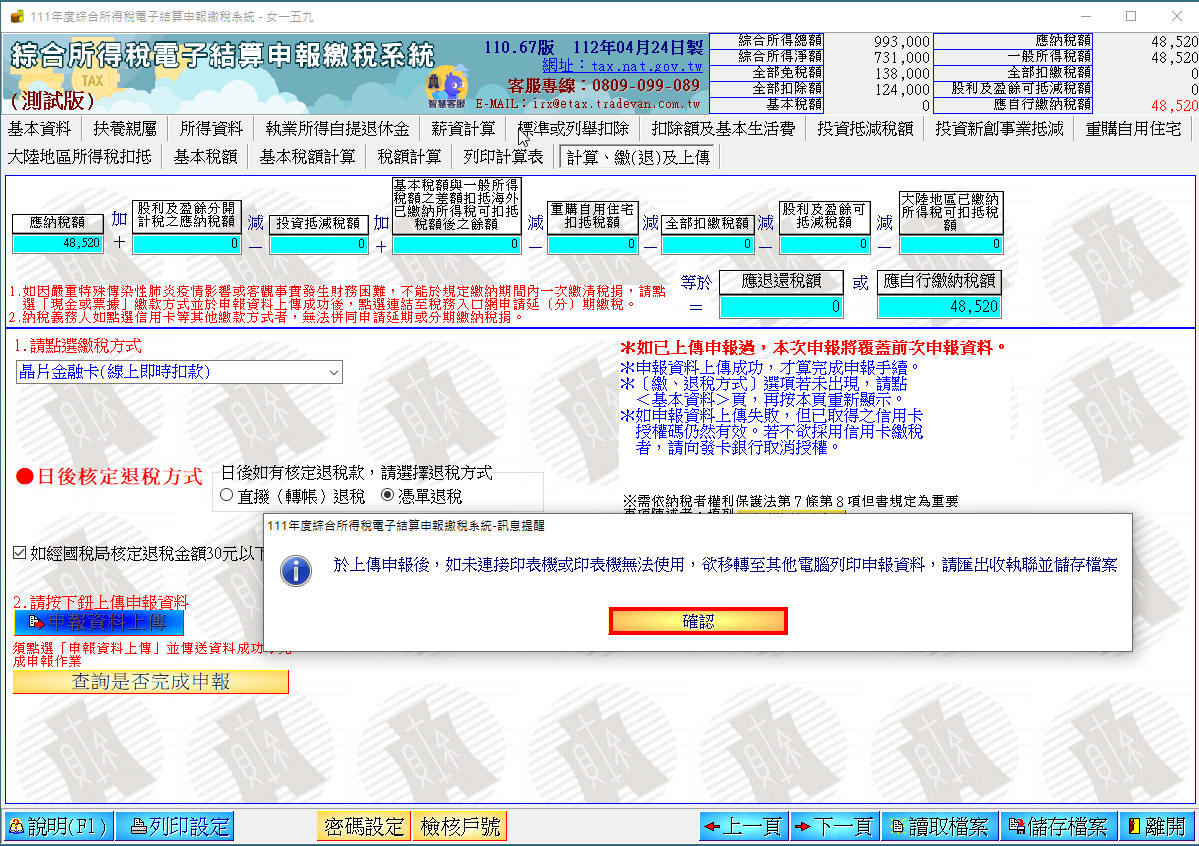 111年度綜合所得稅電子結算申報繳稅系統 - 女一五九
綜合所得稅電子結算申報繳稅系統
TAX
(測試版)
智慧客服
110.67版 112年04月24日製
網址：tax.nat.gov.tw
客服專線：0809-099-089
E-MAIL：irx@etax.tradevan.com.tw
綜合所得總額 993,000 應納稅額 48,520
綜合所得淨額 731,000 一般所得稅額 48,520
全部免稅額 138,000 全部扣繳稅額 0
全部扣除額 124,000 股利及盈餘可抵減稅額 0
基本稅額 0 應自行繳納稅額 48,520
基本資料 扶養親屬 所得資料 執業所得自提退休金 薪資計算 標準或列舉扣除 扣除額及基本生活費 投資抵減稅額 投資新創事業抵減 重購自用住宅
大陸地區所得稅扣抵 基本稅額 基本稅額計算 稅額計算 列印計算表 計算、繳(退)及上傳
應納稅額
48,520
加
＋
股利及盈餘分開
計稅之應納稅額
0
減
－
投資抵減稅額
0
加
＋
基本稅額與一般所得
稅額之差額扣抵海外
已繳納所得稅可扣抵
稅額後之餘額
0
減
－
重購自用住宅
扣抵稅額
0
減
－
全部扣繳稅額
0
減
－
股利及盈餘可
抵減稅額
0
減
－
大陸地區已繳納
所得稅可扣抵稅
額
0
等於
＝
應退還稅額
0
或
應自行繳納稅額
48,520
1.如因嚴重特殊傳染性肺炎疫情影響或客觀事實發生財務困難，不能於規定繳納期間內一次繳清稅捐，請點
選「現金或票據」繳款方式並於申報資料上傳成功後，點選連結至稅務入口網申請延（分）期繳稅。
2.納稅義務人如點選信用卡等其他繳款方式者，無法併同申請延期或分期繳納稅捐。
1.請點選繳稅方式
晶片金融卡(線上即時扣款)
＊如已上傳申報過，本次申報將覆蓋前次申報資料。
＊申報資料上傳成功，才算完成申報手續。
＊〔繳、退稅方式〕選項若未出現，請點
＜基本資料＞頁，再按本頁重新顯示。
＊如申報資料上傳失敗，但已取得之信用卡
授權碼仍然有效。若不欲採用信用卡繳稅
者，請向發卡銀行取消授權。
●日後核定退稅方式
日後如有核定退稅款，請選擇退稅方式
直撥（轉帳）退稅 憑單退稅
※需依納稅者權利保護法第７條第８項但書規定為重要
如經國稅局核定退稅金額30元以下
111年度綜合所得稅電子結算申報繳稅系統-訊息提醒
於上傳申報後，如未連接印表機或印表機無法使用，欲移轉至其他電腦列印申報資料，請匯出收執聯並儲存檔案
確認
2.請按下鈕上傳申報資料
申報資料上傳
須點選「申報資料上傳」並傳送資料成功
成申報作業
查詢是否完成申報
說明(F1) 列印設定 密碼設定 檢核戶號 上一頁 下一頁 讀取檔案 儲存檔案 離開